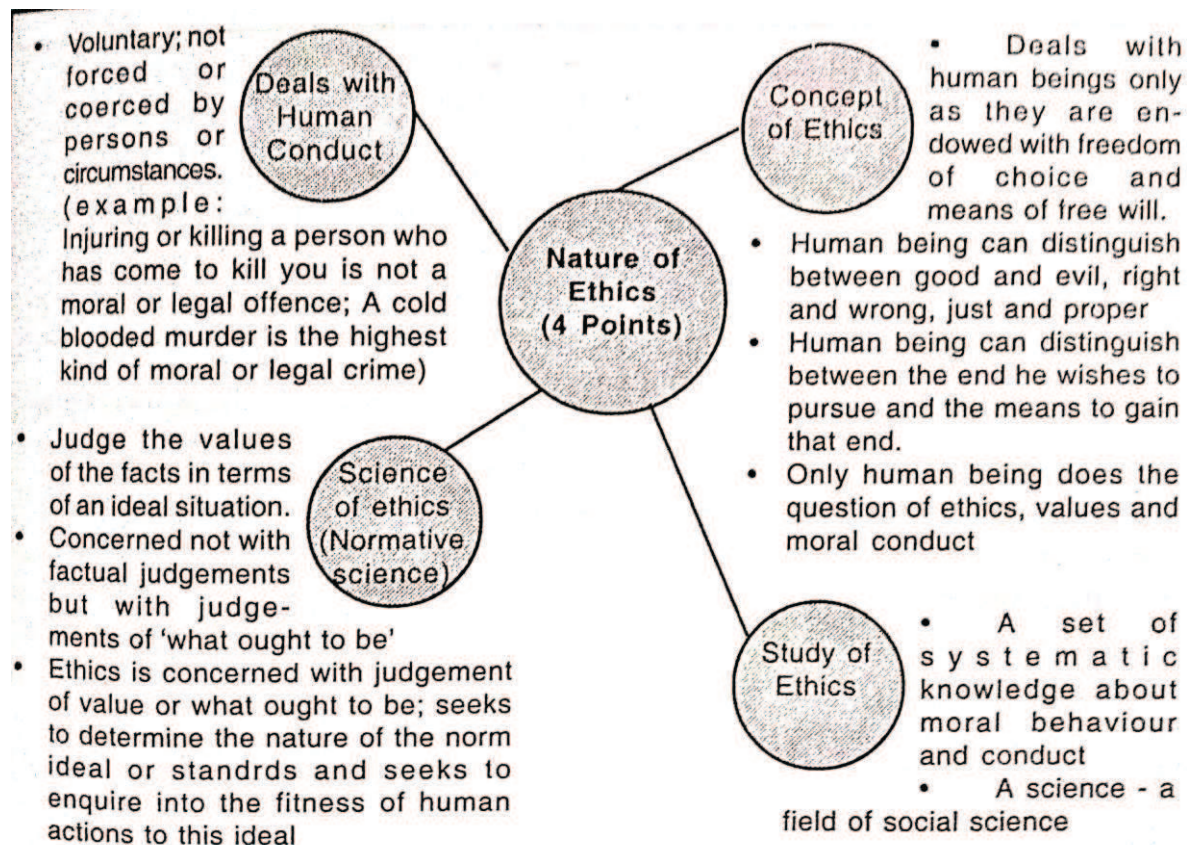 • Voluntary; not
forced or
coerced by
persons or
circumstances.
(example:
Injuring or killing a person who
has come to kill you is not a
moral or legal offence; A cold
blooded murder is the highest
kind of moral or legal crime)
Deals with
Human
Conduct
Concept
of Ethics
• Deals with
human beings only
as they are en-
dowed with freedom
of choice and
means of free will.
• Human being can distinguish
between good and evil, right
and wrong, just and proper
• Human being can distinguish
between the end he wishes to
pursue and the means to gain
that end.
• Only human being does the
question of ethics, values and
moral conduct
Nature of
Ethics
(4 Points)
• Judge the values
of the facts in terms
of an ideal situation.
• Concerned not with
factual judgements
but with judge-
ments of 'what ought to be'
• Ethics is concerned with judgement
of value or what ought to be; seeks
to determine the nature of the norm
ideal or standrds and seeks to
enquire into the fitness of human
actions to this ideal
Science
of ethics
(Normative
science)
Study of
Ethics
• A set of
systematic
knowledge about
moral behaviour
and conduct
• A science - a
field of social science